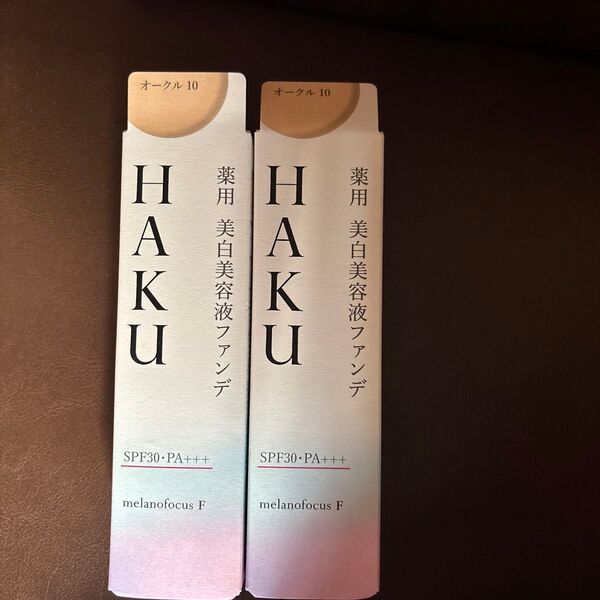 オークル 10
HAKU
薬用 美白美容液ファンデ
SPF30・PA+++
melanofocus F
オークル 10
HAKU
薬用 美白美容液ファンデ
SPF30・PA+++
melanofocus F